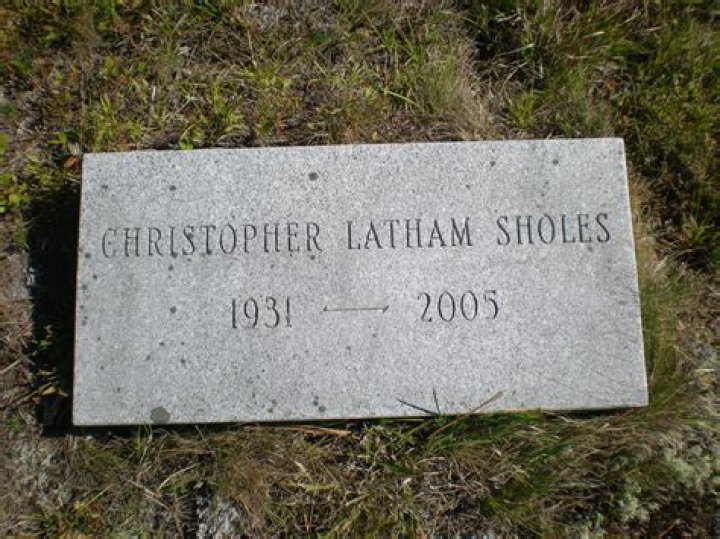 CHRISTOPHER LATHAM SHOLES
1931 — 2005